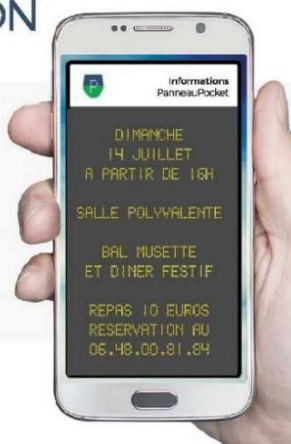 ON
P
Informations
PanneauPocket
DIMANCHE
14 JUILLET
A PARTIR DE 16H
SALLE POLYVALENTE
BAL MUSETTE
ET DINER FESTIF
REPAS 10 EUROS
RESERVATION AU
06.48.00.81.84